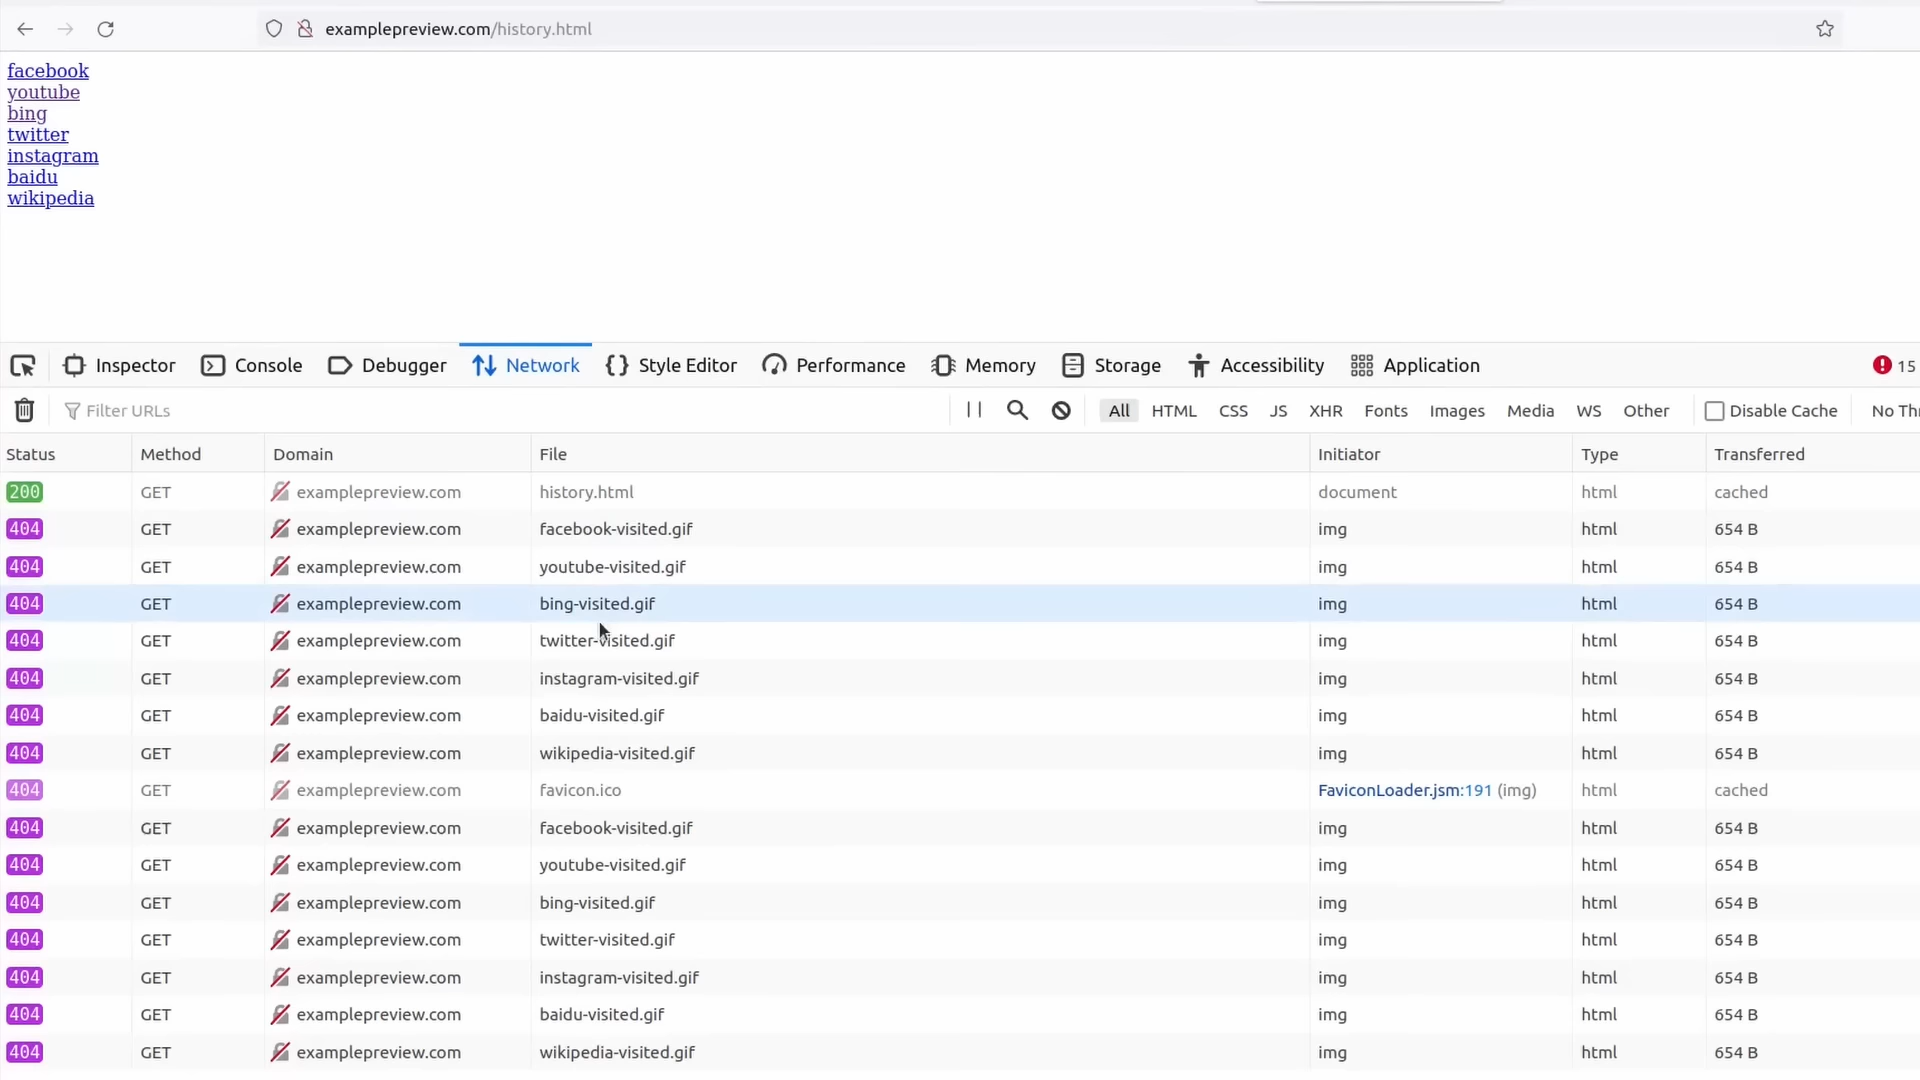 examplepreview.com/history.html
facebook
youtube
bing
twitter
instagram
baidu
wikipedia
Inspector Console Debugger Network Style Editor Performance Memory Storage Accessibility Application 15
Filter URLs All HTML CSS JS XHR Fonts Images Media WS Other Disable Cache No Thr
Status Method Domain File Initiator Type Transferred
200 GET examplepreview.com history.html document html cached
404 GET examplepreview.com facebook-visited.gif img html 654 B
404 GET examplepreview.com youtube-visited.gif img html 654 B
404 GET examplepreview.com bing-visited.gif img html 654 B
404 GET examplepreview.com twitter-visited.gif img html 654 B
404 GET examplepreview.com instagram-visited.gif img html 654 B
404 GET examplepreview.com baidu-visited.gif img html 654 B
404 GET examplepreview.com wikipedia-visited.gif img html 654 B
404 GET examplepreview.com favicon.ico FaviconLoader.jsm:191 (img) html cached
404 GET examplepreview.com facebook-visited.gif img html 654 B
404 GET examplepreview.com youtube-visited.gif img html 654 B
404 GET examplepreview.com bing-visited.gif img html 654 B
404 GET examplepreview.com twitter-visited.gif img html 654 B
404 GET examplepreview.com instagram-visited.gif img html 654 B
404 GET examplepreview.com baidu-visited.gif img html 654 B
404 GET examplepreview.com wikipedia-visited.gif img html 654 B